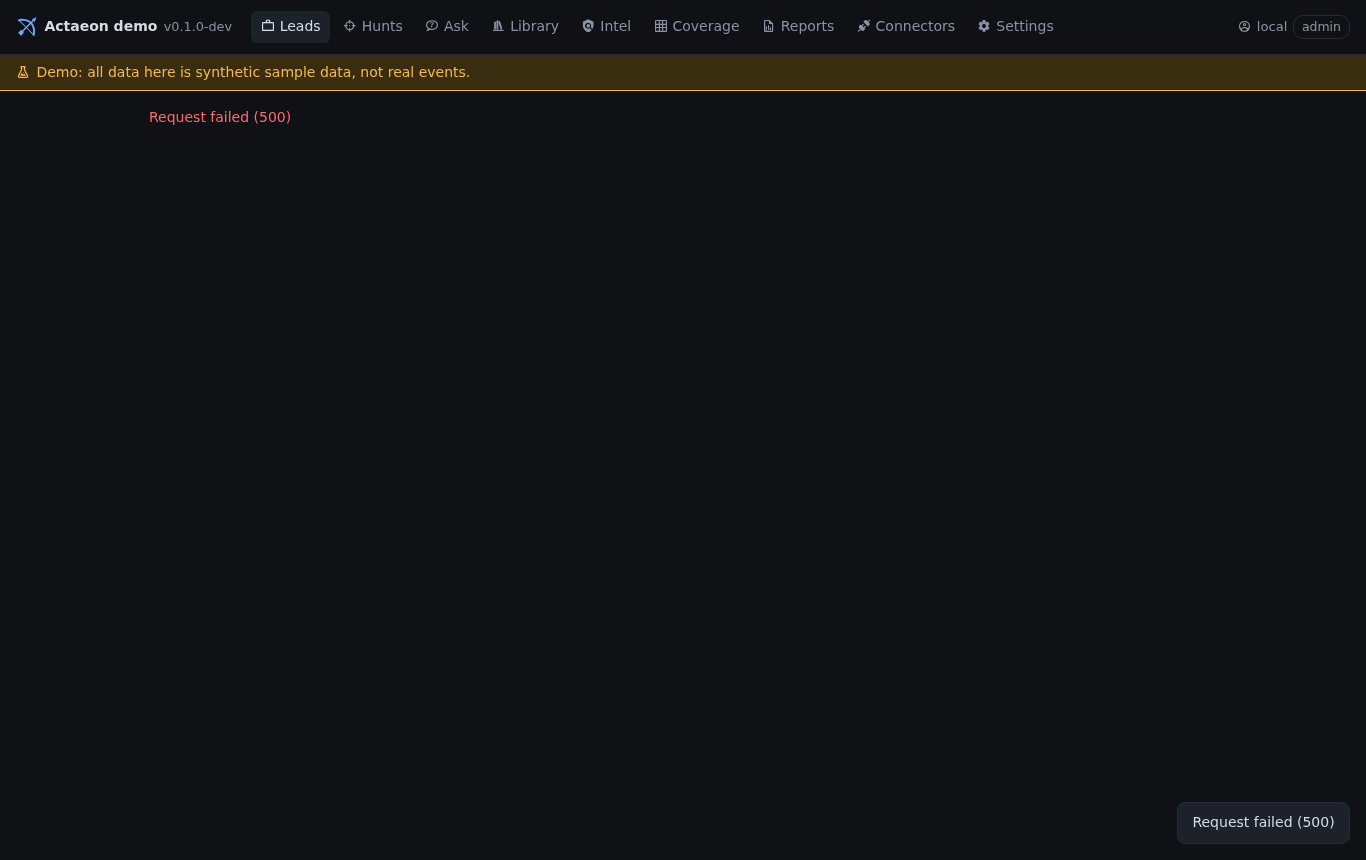 Actaeon demo v0.1.0-dev Leads Hunts Ask Library Intel Coverage Reports Connectors Settings local admin
Demo: all data here is synthetic sample data, not real events.
Request failed (500)
Request failed (500)